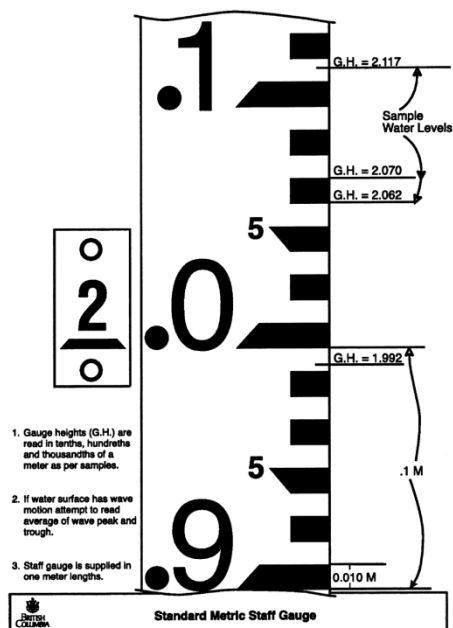 .1
G.H. = 2.117
Sample
Water Levels
G.H. = 2.070
G.H. = 2.062
5
2
.0
G.H. = 1.992
1. Gauge heights (G.H.) are
read in tenths, hundreths
and thousandths of a
meter as per samples.
5
.1 M
2. If water surface has wave
motion attempt to read
average of wave peak and
trough.
.9
3. Staff gauge is supplied in
one meter lengths.
0.010 M
BRITISH
COLUMBIA
Standard Metric Staff Gauge